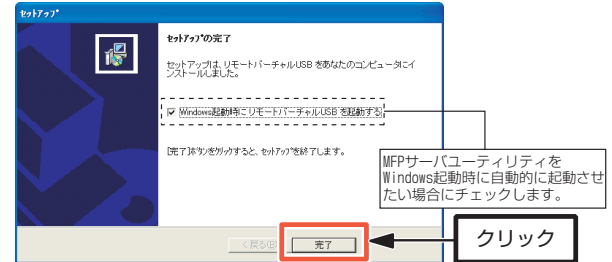 ｾｯﾄｱｯﾌﾟ
ｾｯﾄｱｯﾌﾟの完了
セットアップは、リモートバーチャルUSB をあなたのコンピュータにイ
ンストールしました。
Windows起動時にリモートバーチャルUSB を起動する
[完了]ﾎﾞﾀﾝをｸﾘｯｸすると、ｾｯﾄｱｯﾌﾟを終了します。
MFPサーバユーティリティを
Windows起動時に自動的に起動させ
たい場合にチェックします。
< 戻る(B)
完了
クリック